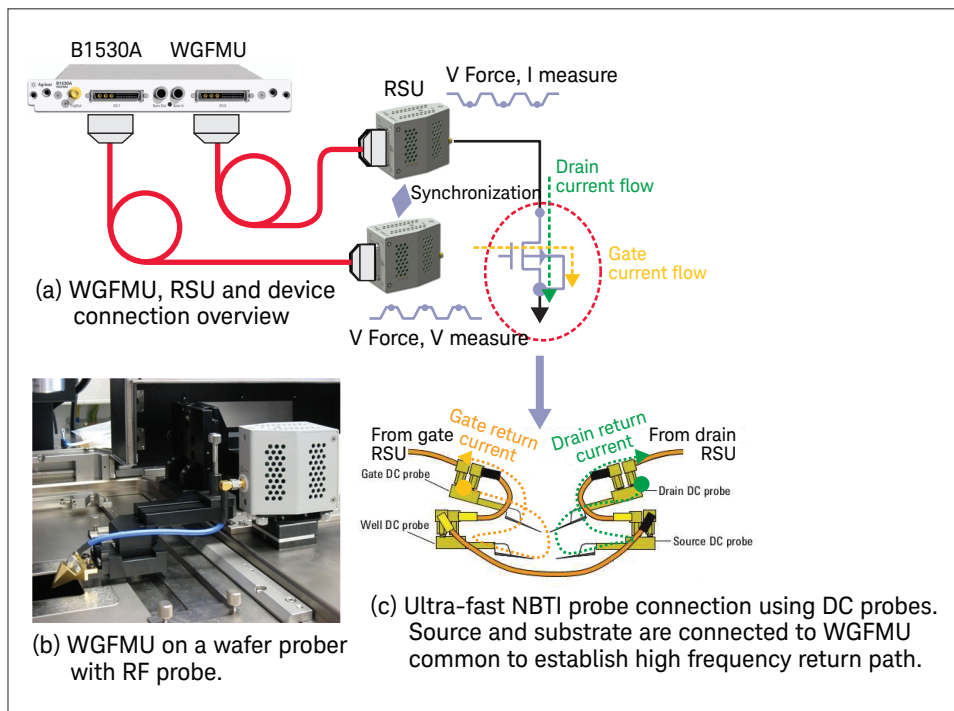 B1530A WGFMU
Agilent
B1530A
RSU
V Force, I measure
Drain
current flow
Synchronization
Gate
current flow
(a) WGFMU, RSU and device
connection overview
V Force, V measure
From gate
RSU
Gate return
current
Drain return
current
From drain
RSU
Gate DC probe
Drain DC probe
Well DC probe
Source DC probe
(b) WGFMU on a wafer prober
with RF probe.
(c) Ultra-fast NBTI probe connection using DC probes.
Source and substrate are connected to WGFMU
common to establish high frequency return path.